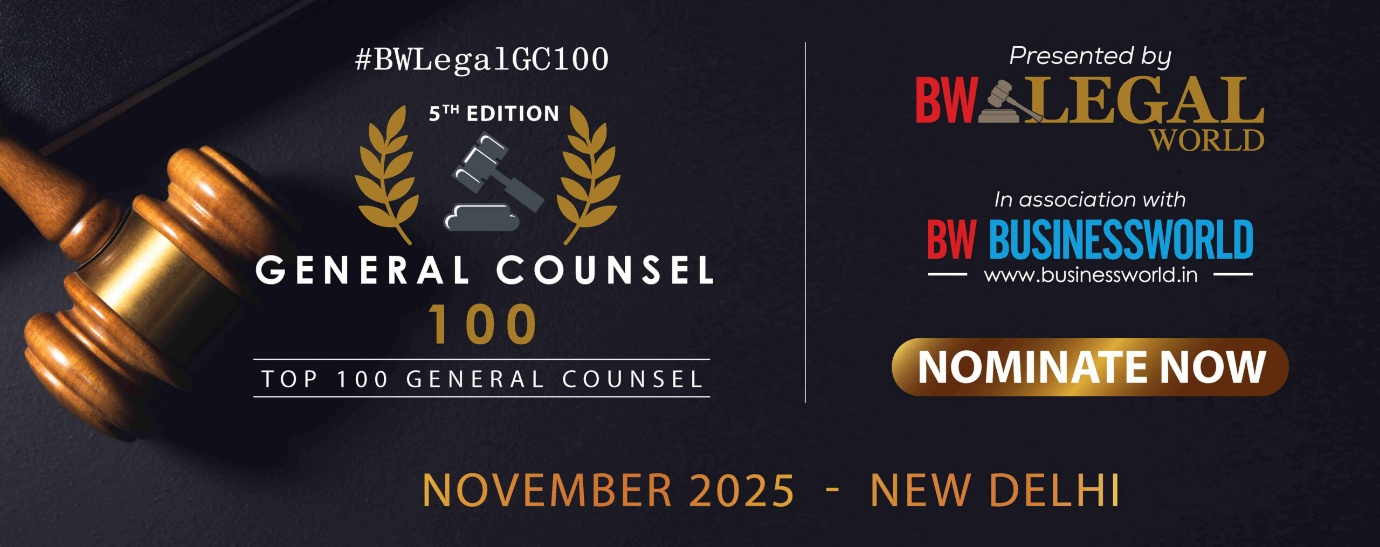 #BWLegalGC100
5TH EDITION
GENERAL COUNSEL
100
TOP 100 GENERAL COUNSEL
Presented by
BW LEGAL
WORLD
In association with
BW BUSINESSWORLD
www.businessworld.in
NOMINATE NOW
NOVEMBER 2025 - NEW DELHI